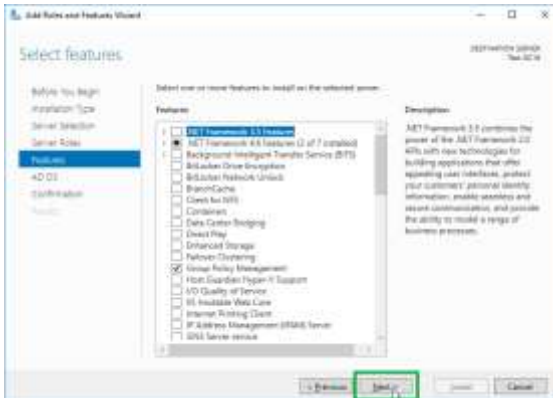 Add Roles and Features Wizard
Select features
DESTINATION SERVER
Before You Begin
Installation Type
Server Selection
Server Roles
Features
AD DS
Confirmation
Results
Select one or more features to install on the selected server.
Features
Description
.NET Framework 3.5 Features
.NET Framework 4.6 Features (2 of 7 installed)
Background Intelligent Transfer Service (BITS)
BitLocker Drive Encryption
BitLocker Network Unlock
BranchCache
Client for NFS
Containers
Data Center Bridging
Direct Play
Enhanced Storage
Failover Clustering
Group Policy Management
Host Guardian Hyper-V Support
I/O Quality of Service
IIS Hostable Web Core
Internet Printing Client
IP Address Management (IPAM) Server
iSNS Server service
.NET Framework 3.5 combines the
power of the .NET Framework 2.0
APIs with new technologies for
building applications that offer
appealing user interfaces, protect
your customers' personal identity
information, enable seamless and
secure communication, and provide
the ability to model a range of
business processes.
< Previous
Next >
Install
Cancel